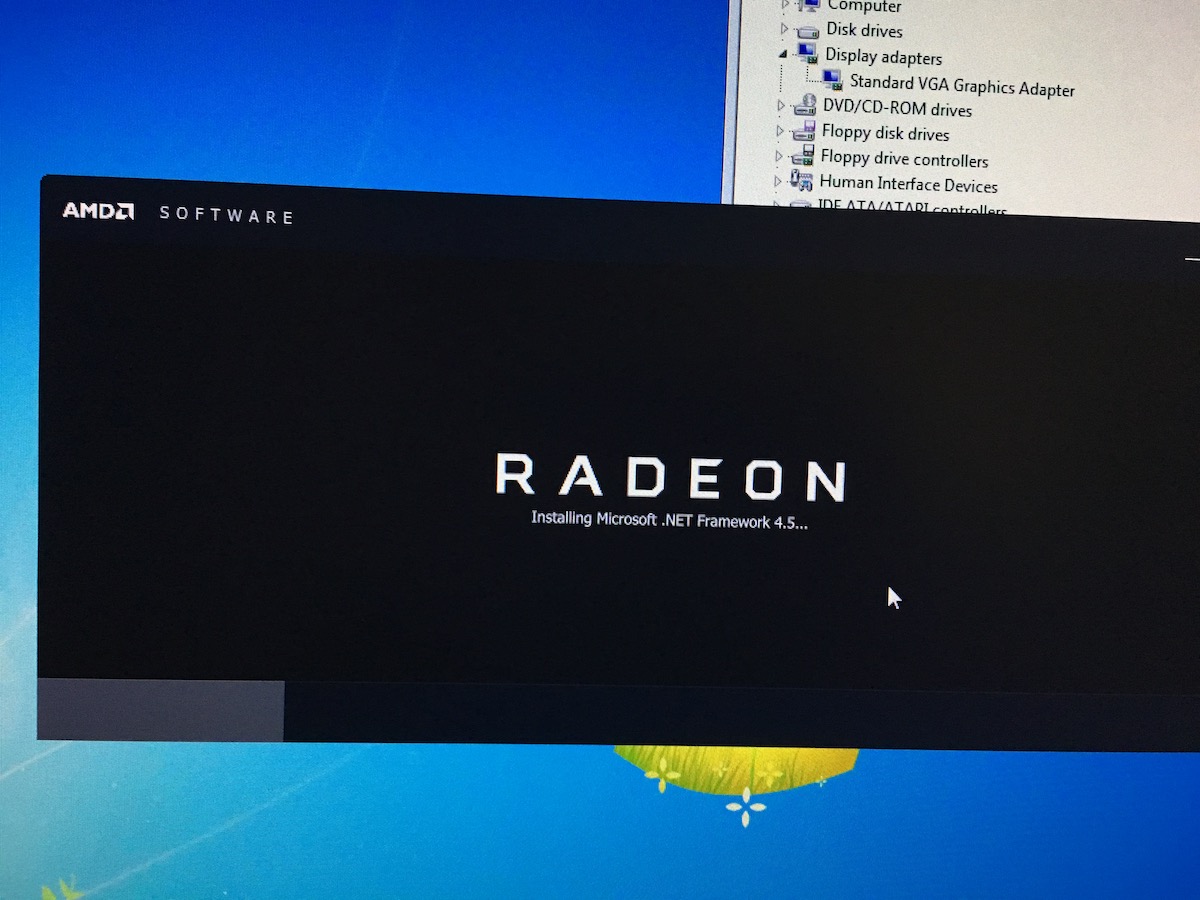 Computer
Disk drives
Display adapters
Standard VGA Graphics Adapter
DVD/CD-ROM drives
Floppy disk drives
Floppy drive controllers
Human Interface Devices
IDE ATA/ATAPI controllers
AMD SOFTWARE
RADEON
Installing Microsoft .NET Framework 4.5...